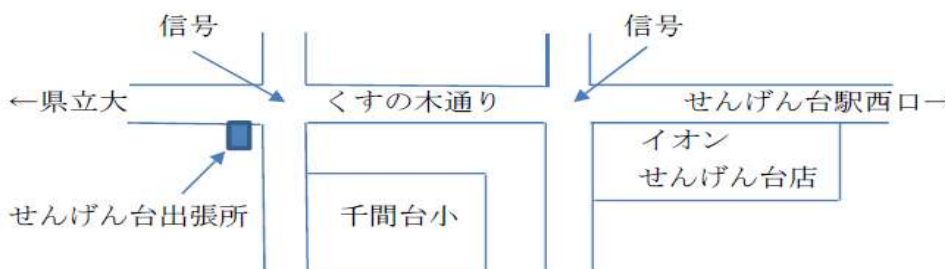 信号
信号
←県立大
くすの木通り
せんげん台駅西口→
イオン
せんげん台店
せんげん台出張所
千間台小